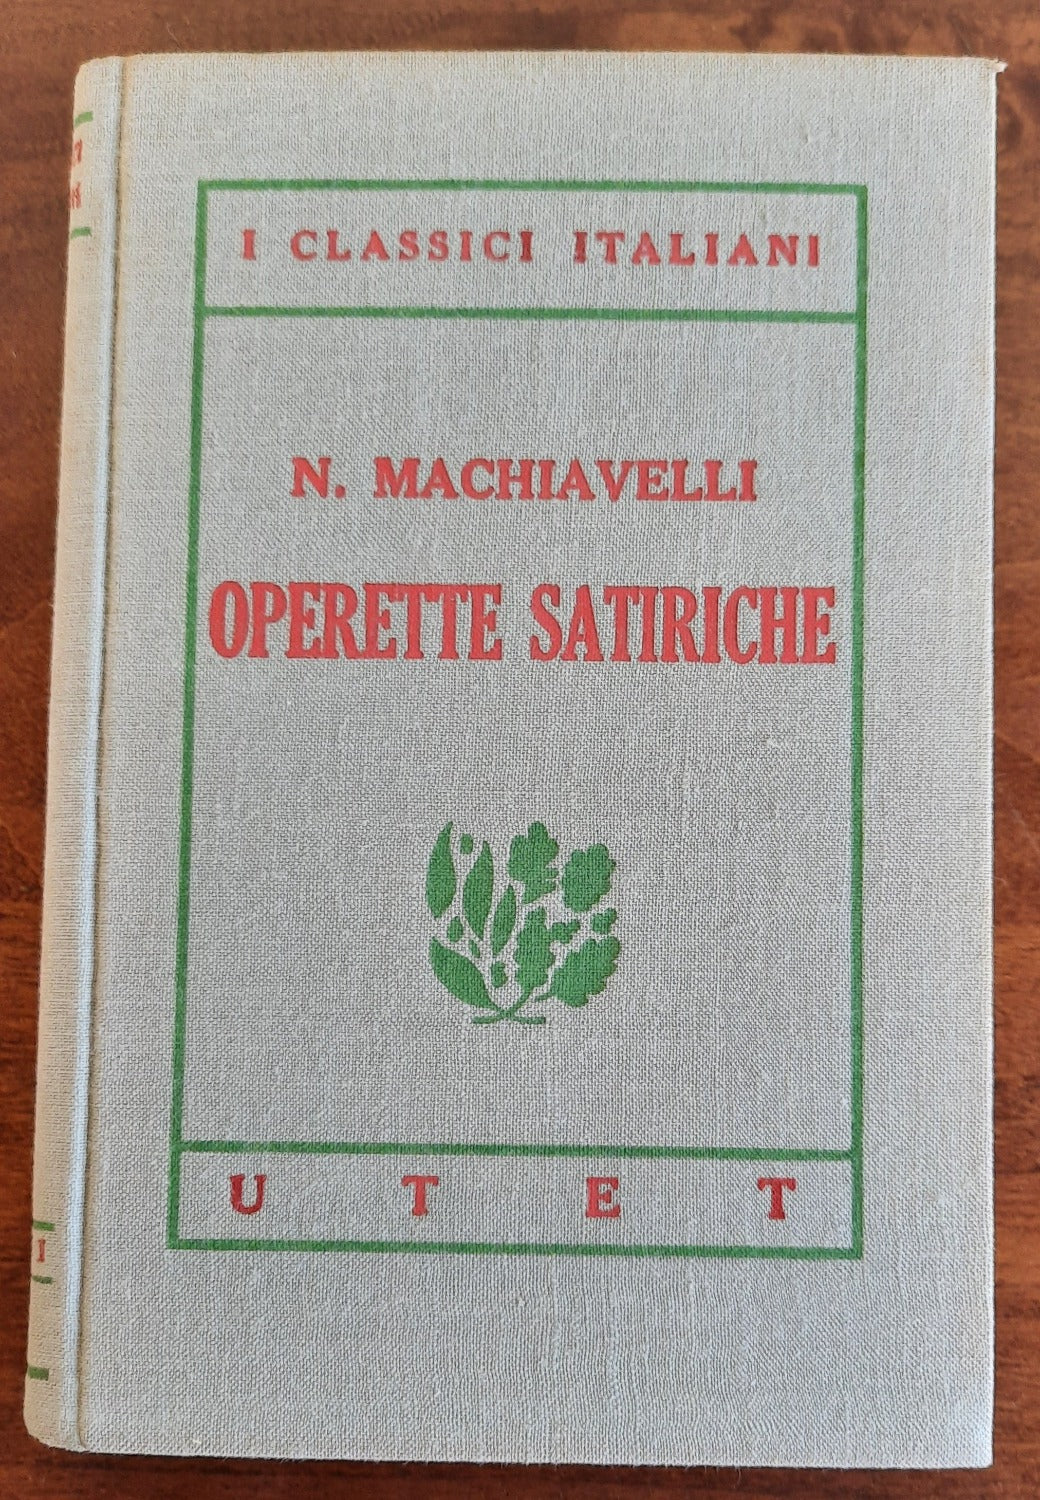 I CLASSICI ITALIANI
N. MACHIAVELLI
OPERETTE SATIRICHE
U T E T